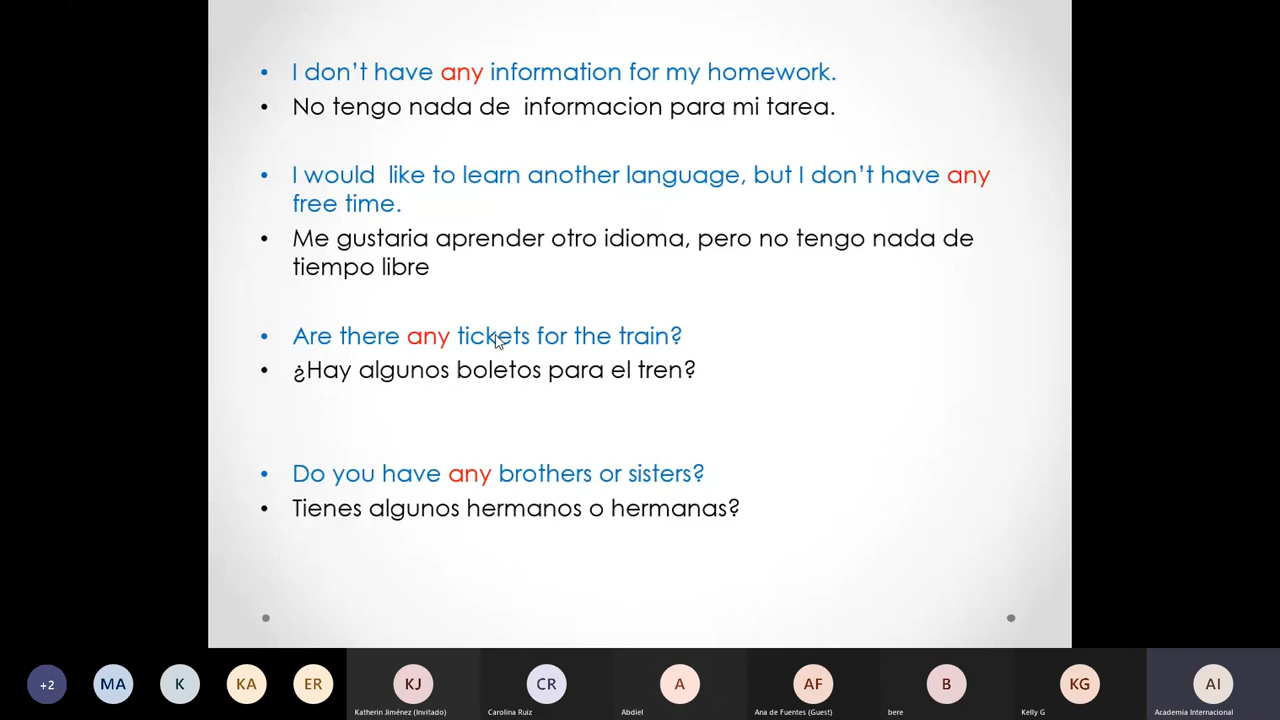 I don't have any information for my homework.
No tengo nada de informacion para mi tarea.
I would like to learn another language, but I don't have any
free time.
Me gustaria aprender otro idioma, pero no tengo nada de
tiempo libre
Are there any tickets for the train?
¿Hay algunos boletos para el tren?
Do you have any brothers or sisters?
Tienes algunos hermanos o hermanas?
+2
MA
K
KA
ER
KJ
CR
A
AF
B
KG
AI
Katherin Jiménez (Invitado)
Carolina Ruiz
Abdiel
Ana de Fuentes (Guest)
bere
Kelly G
Academia Internacional